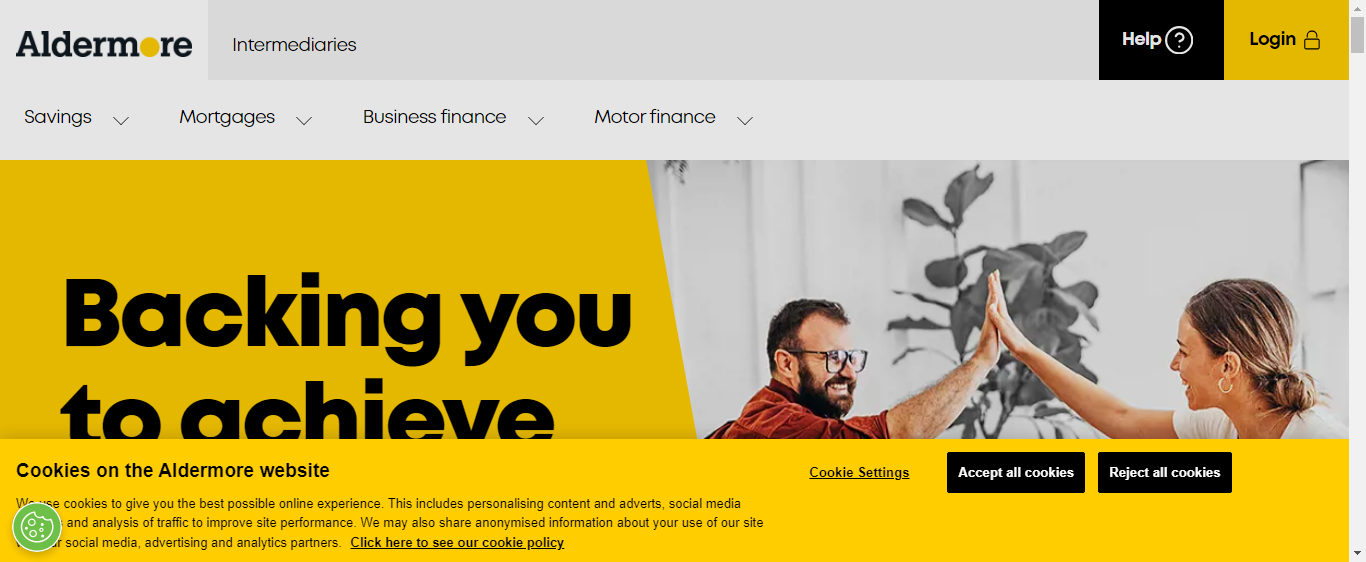 Aldermore
Intermediaries
Help
Login
Savings
Mortgages
Business finance
Motor finance
Backing you
to achieve
Cookies on the Aldermore website
We use cookies to give you the best possible online experience. This includes personalising content and adverts, social media
and analysis of traffic to improve site performance. We may also share anonymised information about your use of our site
social media, advertising and analytics partners. Click here to see our cookie policy
Cookie Settings
Accept all cookies
Reject all cookies